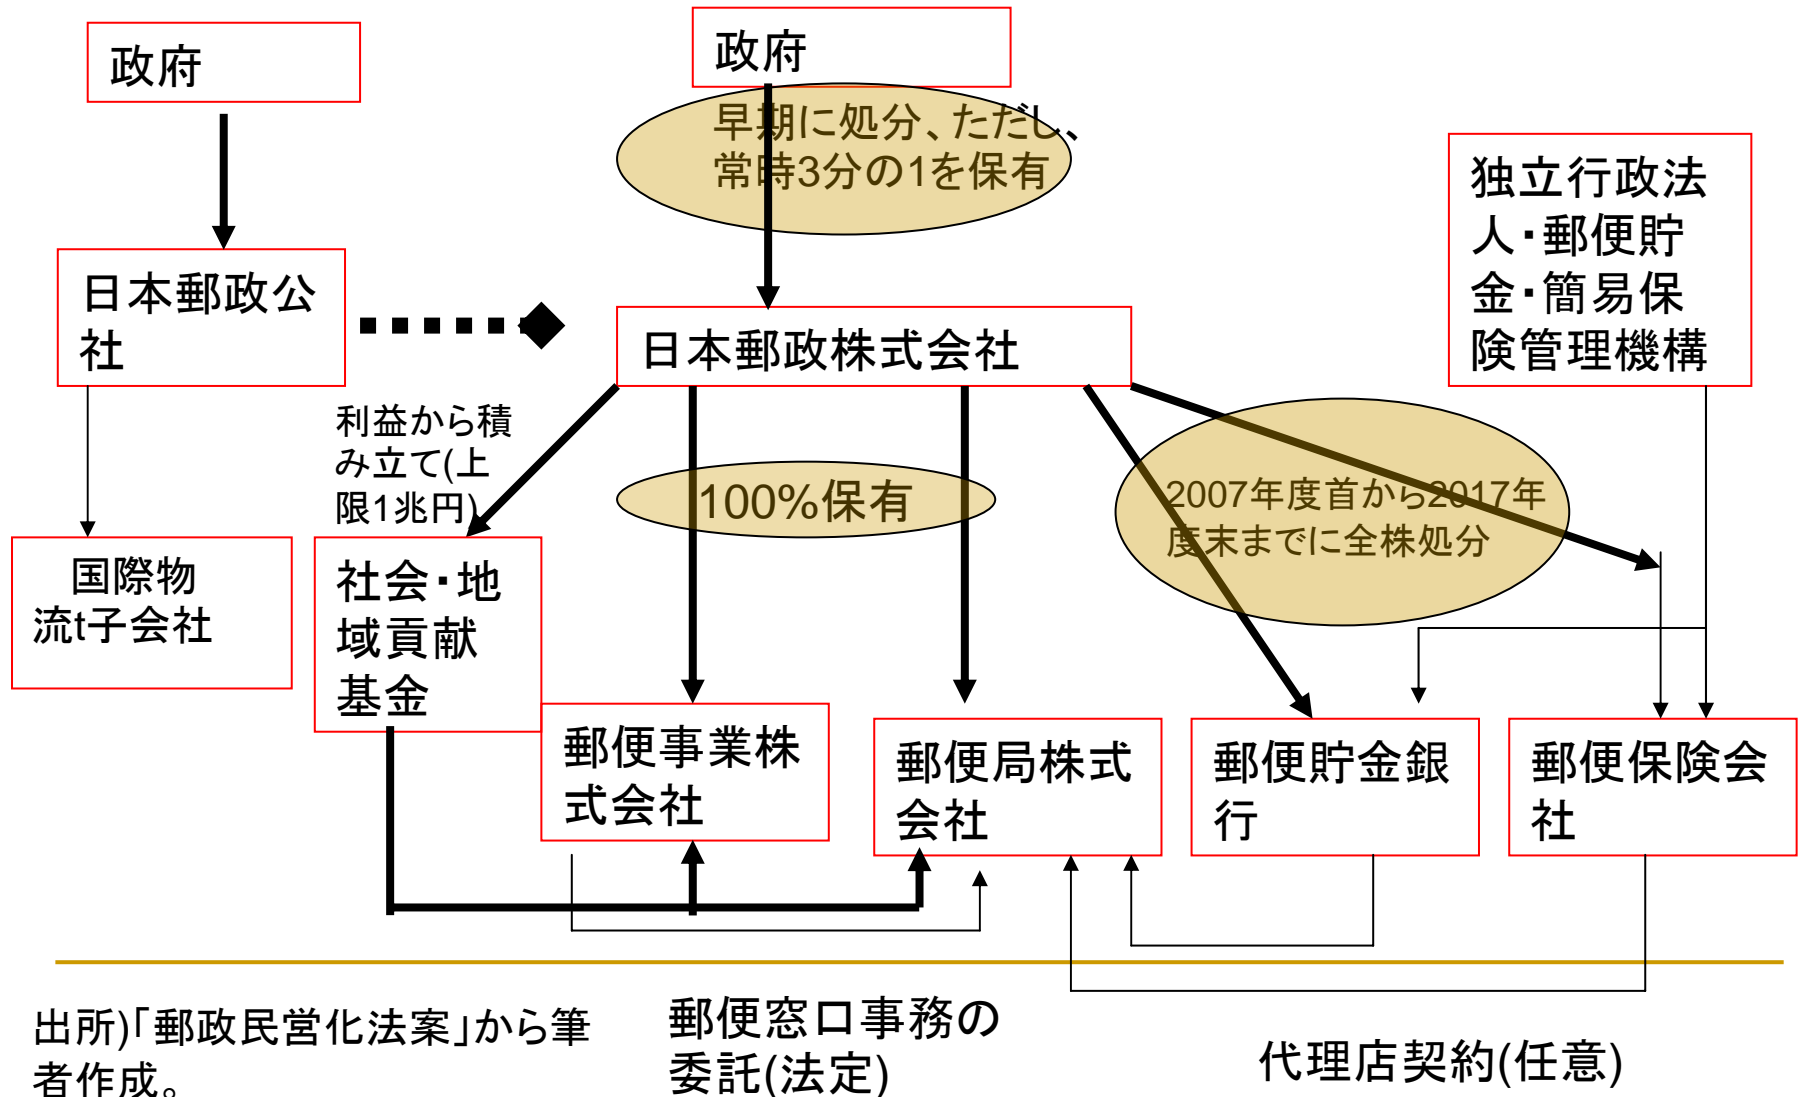 政府
政府
早期に処分、ただし、
常時3分の1を保有
独立行政法
人・郵便貯
金・簡易保
険管理機構
日本郵政公
社
日本郵政株式会社
利益から積
み立て(上
限1兆円)
100%保有
2007年度首から2017年
度末までに全株処分
国際物
流t子会社
社会・地
域貢献
基金
郵便事業株
式会社
郵便局株式
会社
郵便貯金銀
行
郵便保険会
社
出所)「郵政民営化法案」から筆
者作成。
郵便窓口事務の
委託(法定)
代理店契約(任意)